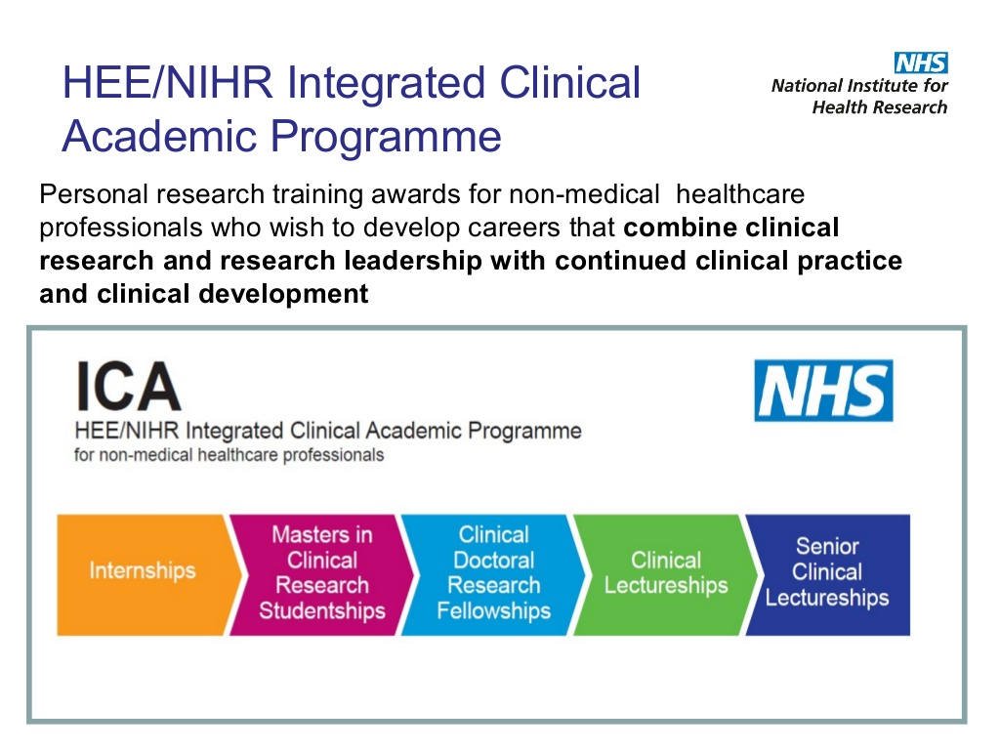 HEE/NIHR Integrated Clinical
Academic Programme
NHS
National Institute for
Health Research
Personal research training awards for non-medical  healthcare
professionals who wish to develop careers that combine clinical
research and research leadership with continued clinical practice
and clinical development
ICA
NHS
HEE/NIHR Integrated Clinical Academic Programme
for non-medical healthcare professionals
Internships
Masters in
Clinical
Research
Studentships
Clinical
Doctoral
Research
Fellowships
Clinical
Lectureships
Senior
Clinical
Lectureships